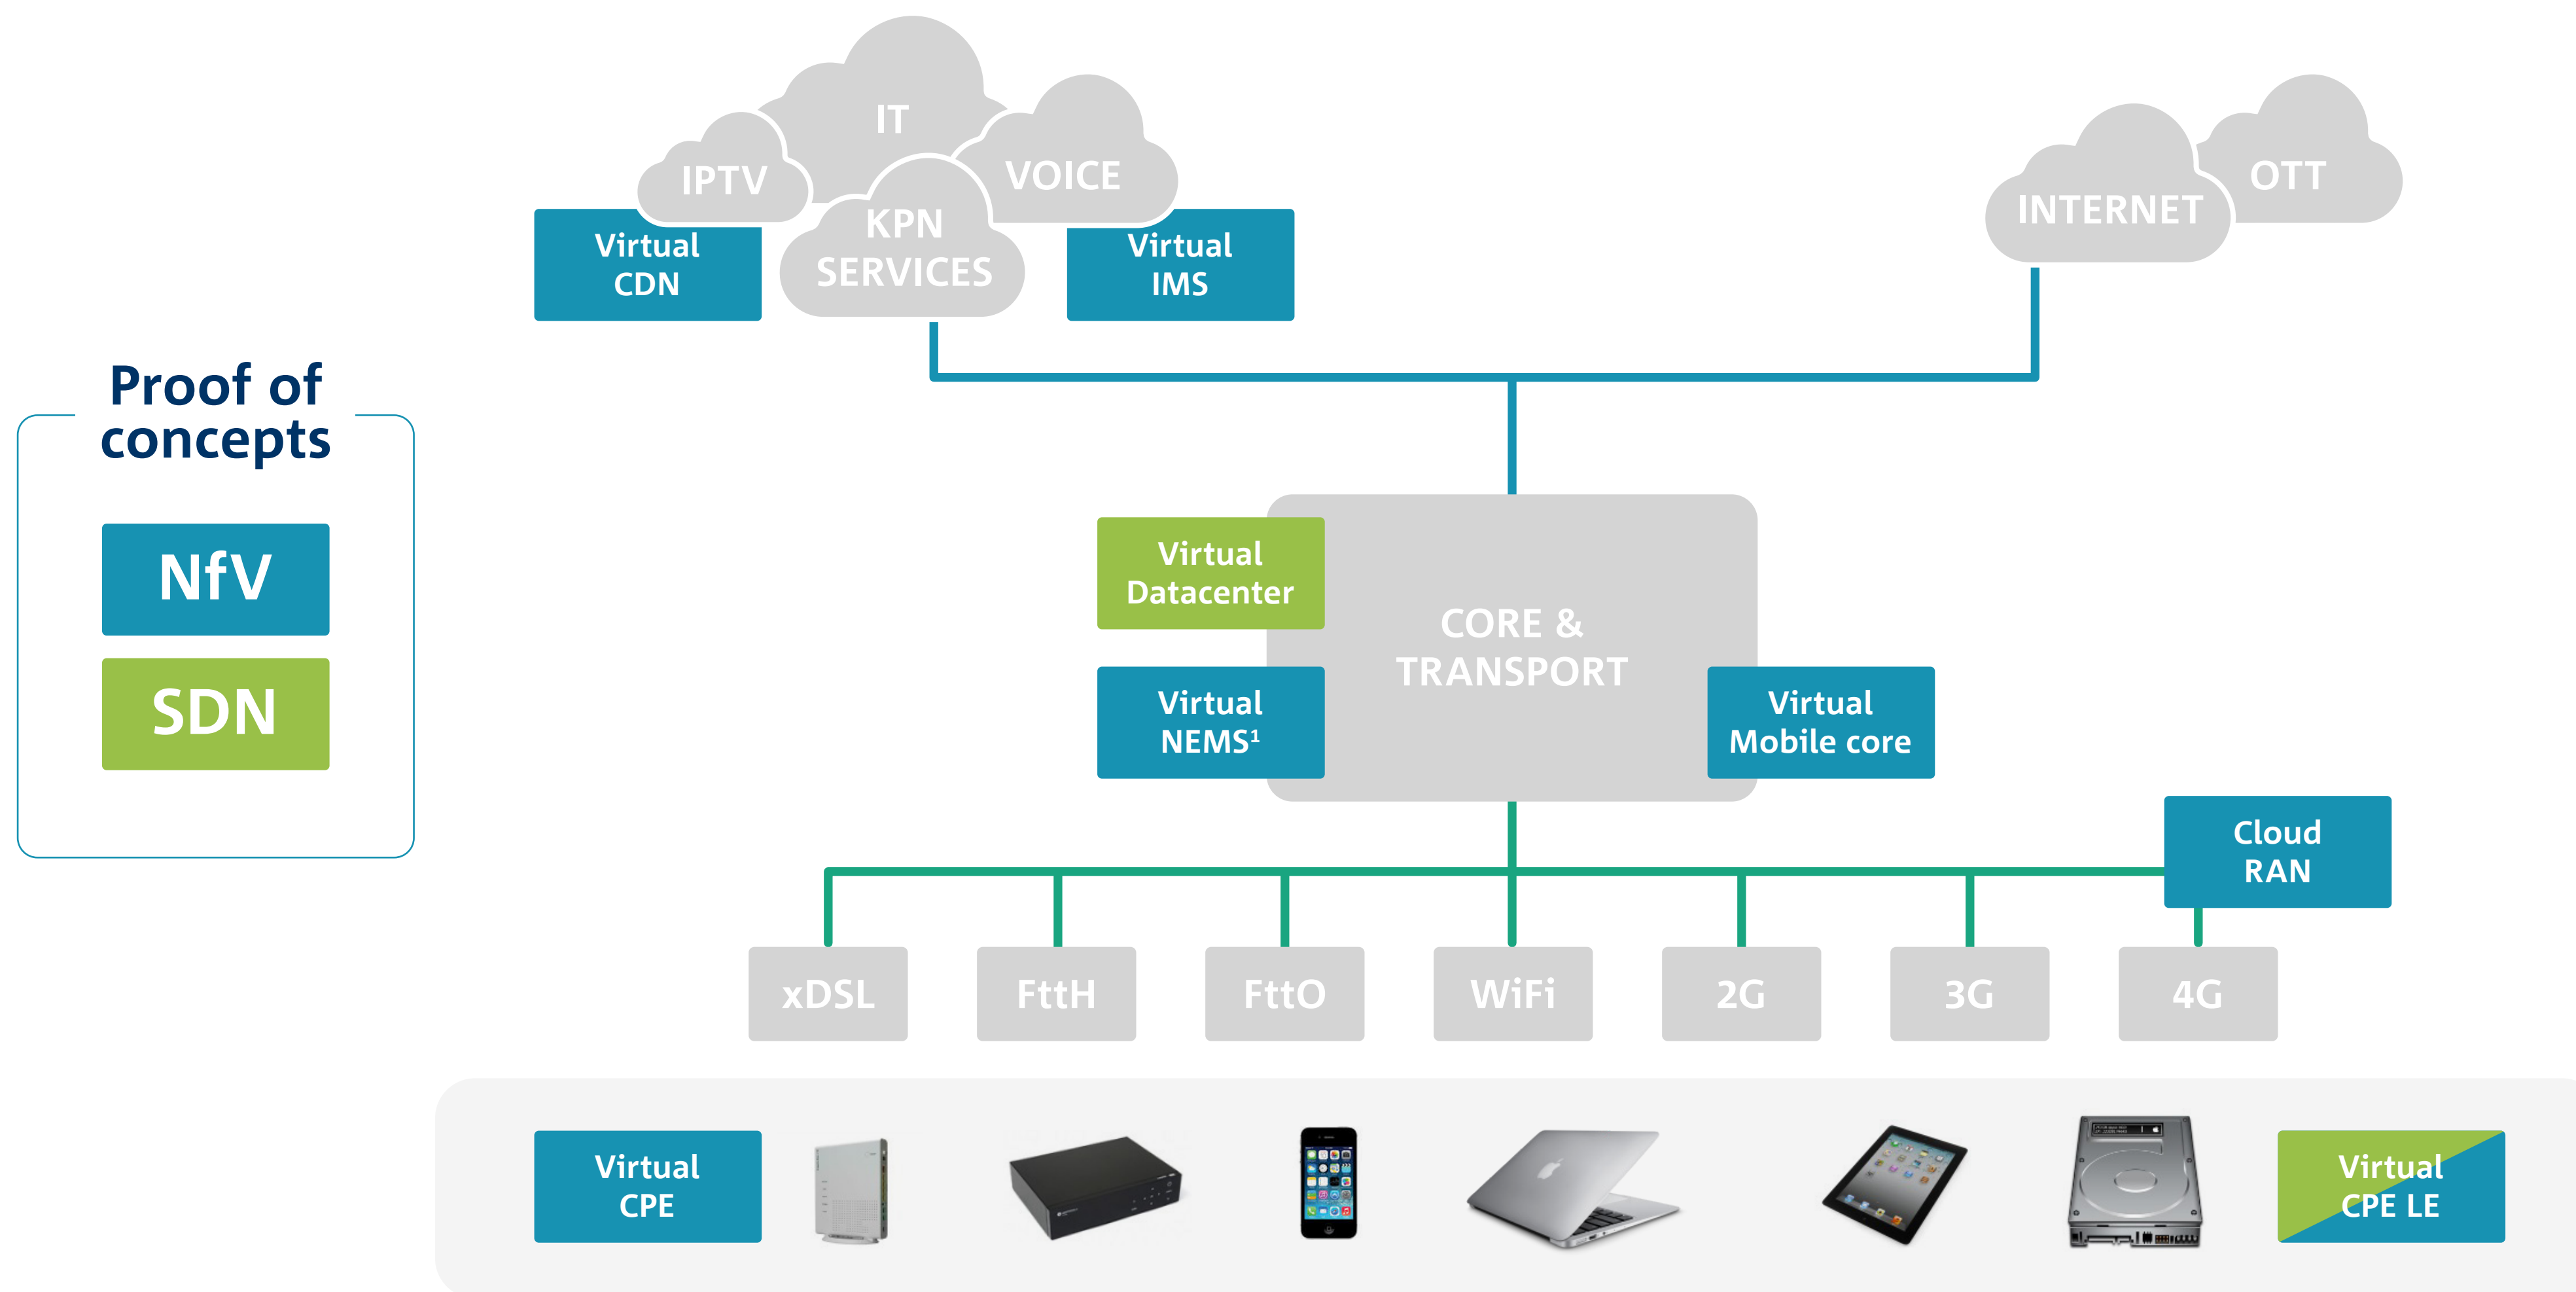 IT
IPTV
VOICE
KPN
SERVICES
Virtual
CDN
Virtual
IMS
INTERNET
OTT
Proof of
concepts
NfV
SDN
Virtual
Datacenter
CORE &
TRANSPORT
Virtual
NEMS¹
Virtual
Mobile core
Cloud
RAN
xDSL
FttH
FttO
WiFi
2G
3G
4G
Virtual
CPE
Virtual
CPE LE